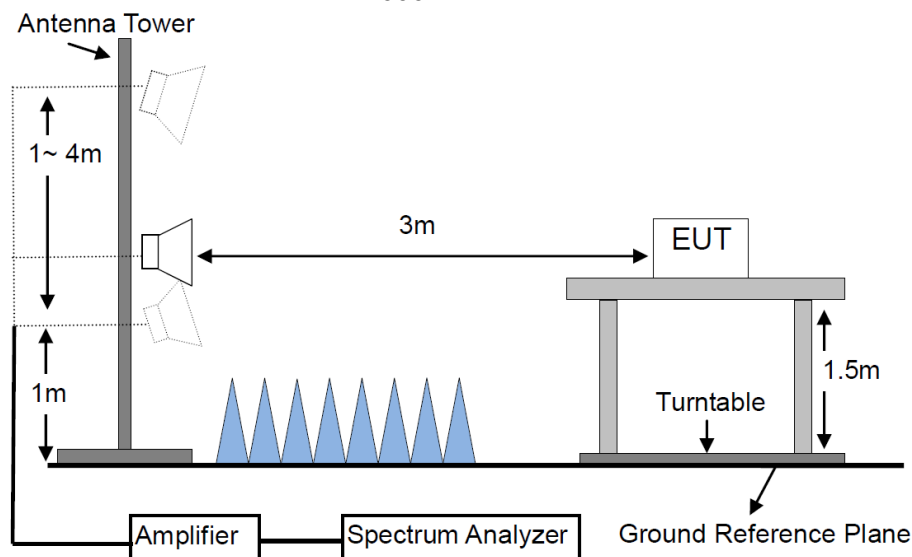 Antenna Tower
1~ 4m
3m
EUT
1m
1.5m
Turntable
Amplifier
Spectrum Analyzer
Ground Reference Plane